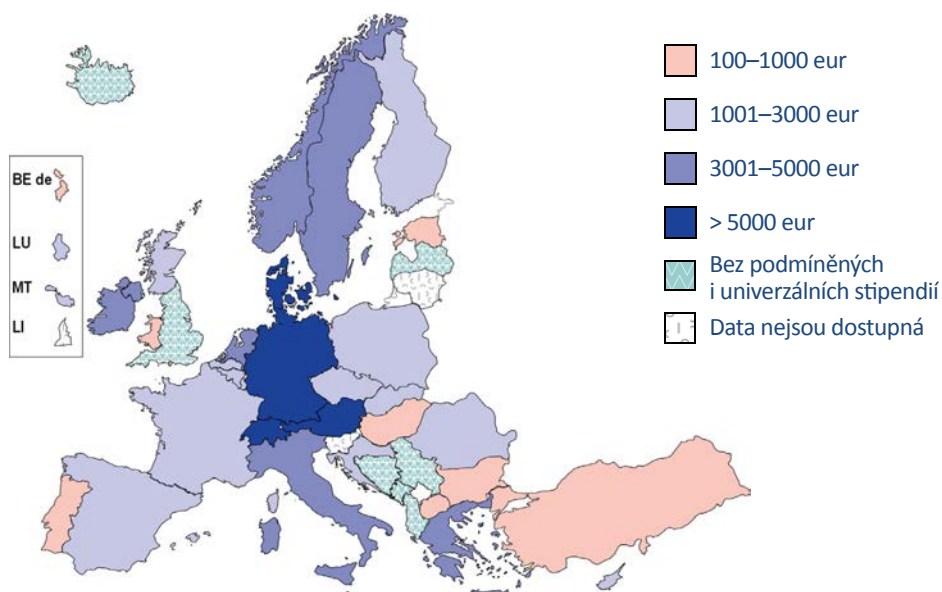 100–1000 eur
1001–3000 eur
3001–5000 eur
> 5000 eur
Bez podmíněných
i univerzálních stipendií
Data nejsou dostupná
BE de
LU
MT
LI